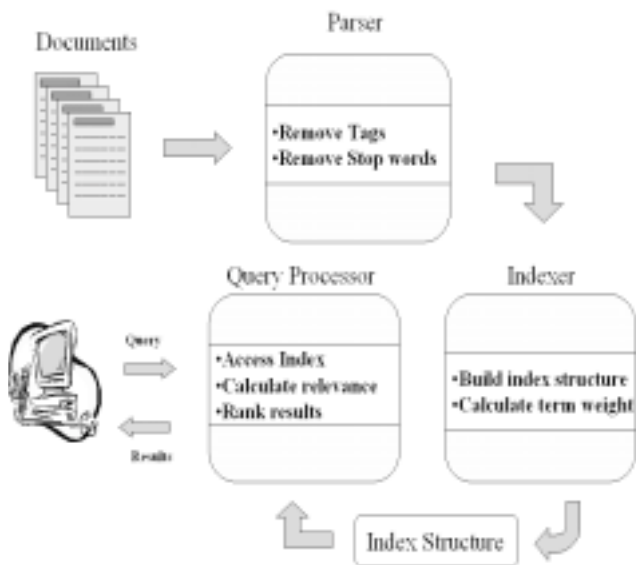 Documents
Parser
•Remove Tags
•Remove Stop words
Query Processor
Indexer
Query
•Access Index
•Calculate relevance
•Rank results
•Build index structure
•Calculate term weight
Results
Index Structure